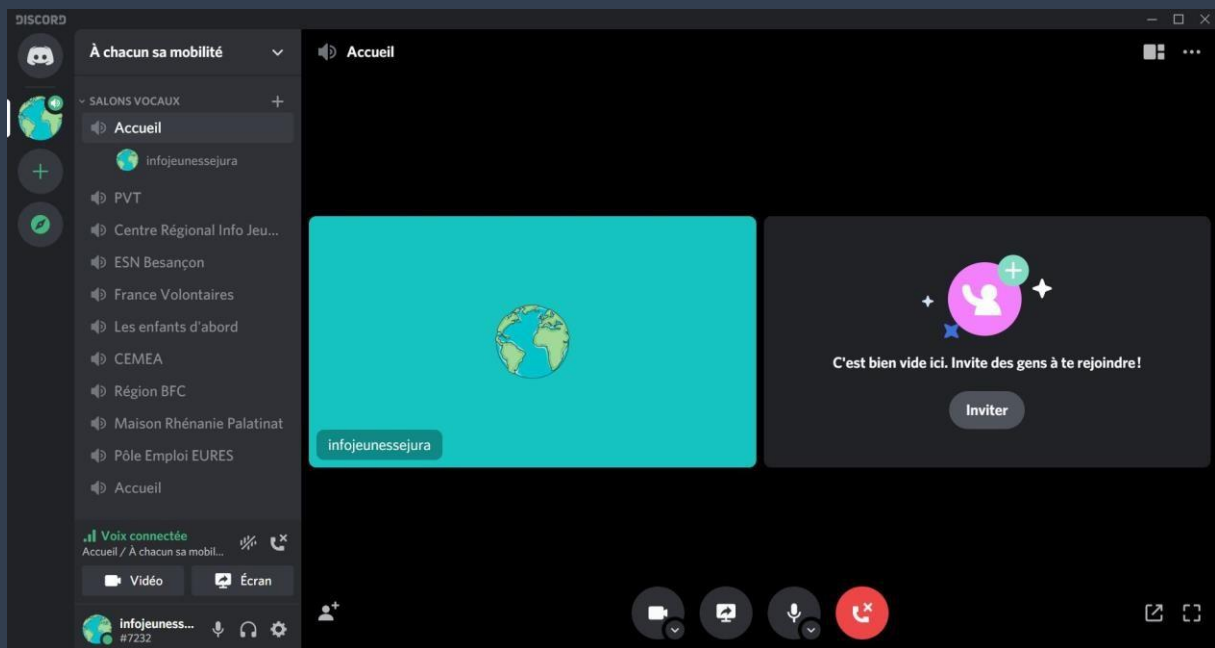 DISCORD
À chacun sa mobilité
SALONS VOCAUX
Accueil
infojeunessejura
PVT
Centre Régional Info Jeu...
ESN Besançon
France Volontaires
Les enfants d'abord
CEMEA
Région BFC
Maison Rhénanie Palatinat
Pôle Emploi EURES
Accueil
Voix connectée
Accueil / À chacun sa mobil...
Vidéo
Écran
infojeuness...
#7232
Accueil
infojeunessejura
C'est bien vide ici. Invite des gens à te rejoindre !
Inviter